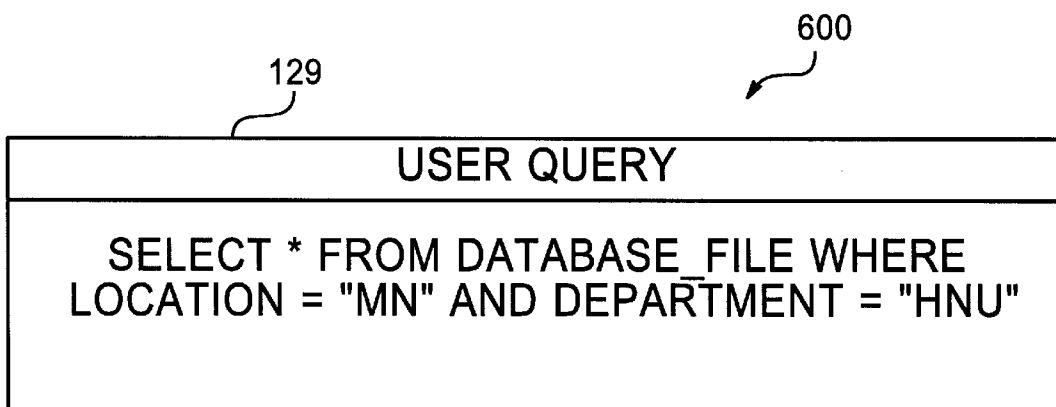 600
129
USER QUERY
SELECT * FROM DATABASE_FILE WHERE
LOCATION = "MN" AND DEPARTMENT = "HNU"